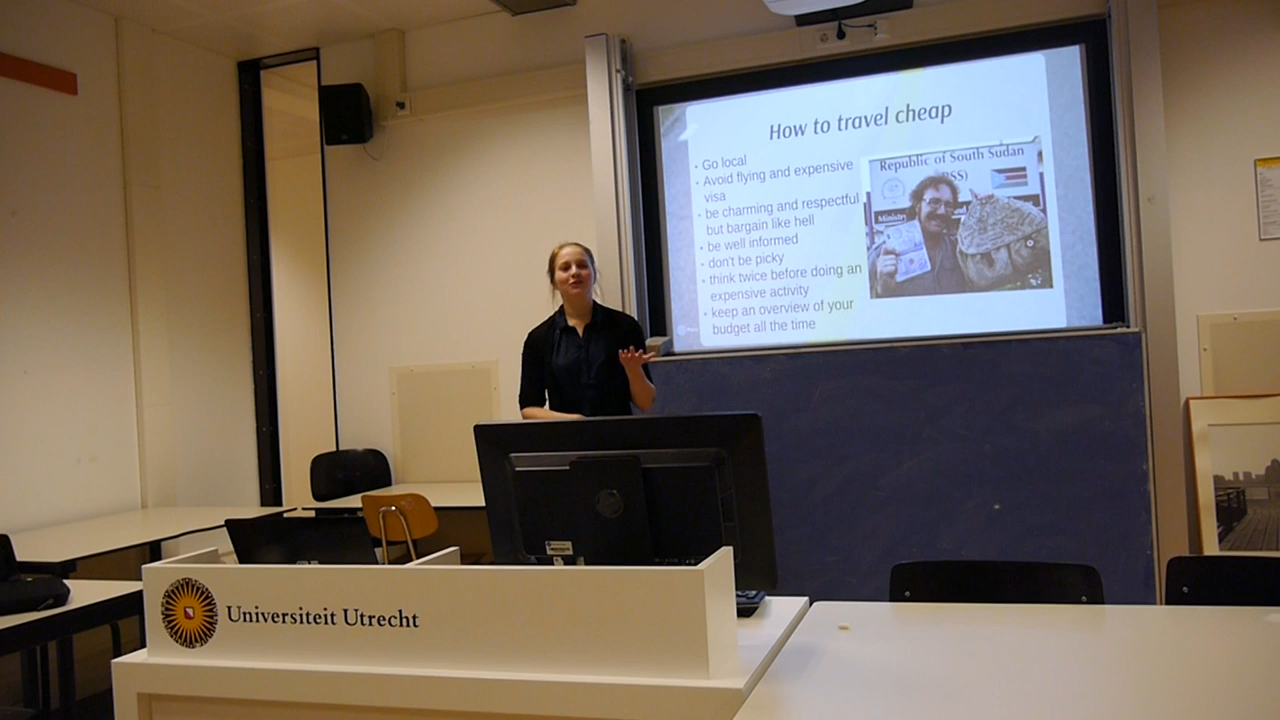 How to travel cheap
• Go local
• Avoid flying and expensive
visa
• be charming and respectful
but bargain like hell
• be well informed
• don't be picky
• think twice before doing an
expensive activity
• keep an overview of your
budget all the time
Republic of South Sudan
Universiteit Utrecht